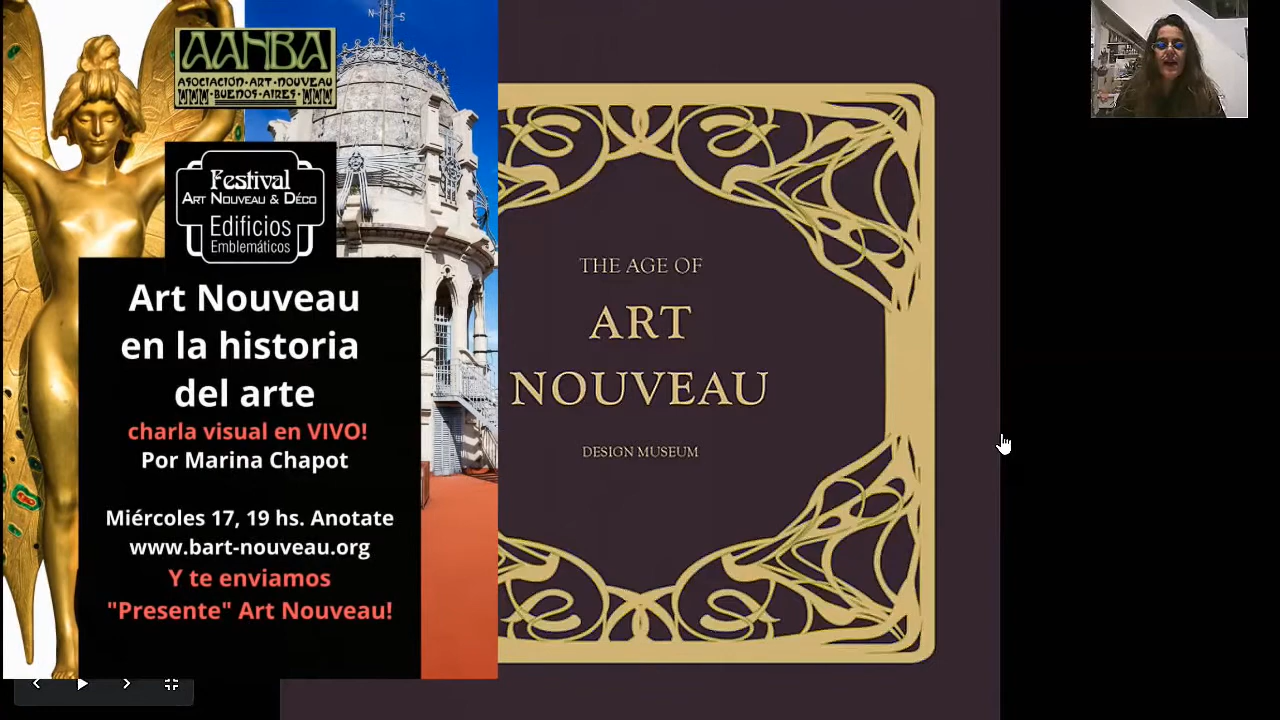 N S
AANBA
ASOCIACIÓN·ART·NOUVEAU
·BUENOS·AIRES·
Festival
ART NOUVEAU & DÉCO
Edificios
Emblemáticos
Art Nouveau
en la historia
del arte
charla visual en VIVO!
Por Marina Chapot
Miércoles 17, 19 hs. Anotate
www.bart-nouveau.org
Y te enviamos
"Presente" Art Nouveau!
THE AGE OF
ART
NOUVEAU
DESIGN MUSEUM